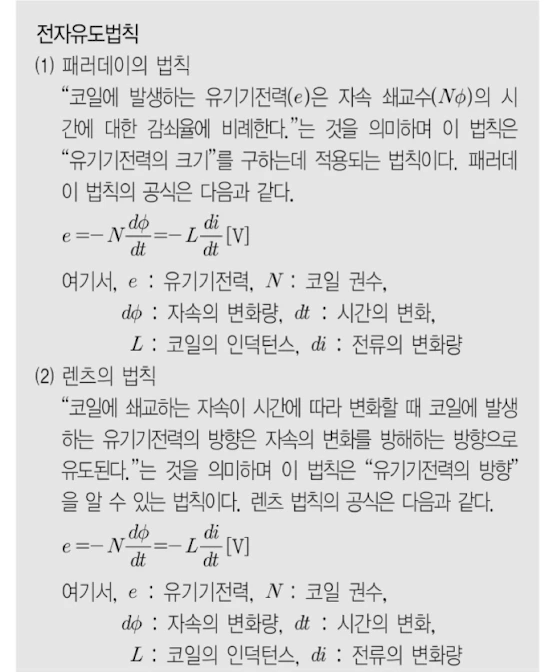 전자유도법칙
(1) 패러데이의 법칙
“코일에 발생하는 유기기전력(e)은 자속 쇄교수(Nϕ)의 시
간에 대한 감쇠율에 비례한다.”는 것을 의미하며 이 법칙은
“유기기전력의 크기”를 구하는데 적용되는 법칙이다. 패러데
이 법칙의 공식은 다음과 같다.
e=-N dϕ/dt=-L di/dt [V]
여기서, e : 유기기전력, N : 코일 권수,
dϕ : 자속의 변화량, dt : 시간의 변화,
L : 코일의 인덕턴스, di : 전류의 변화량
(2) 렌츠의 법칙
“코일에 쇄교하는 자속이 시간에 따라 변화할 때 코일에 발생
하는 유기기전력의 방향은 자속의 변화를 방해하는 방향으로
유도된다.”는 것을 의미하며 이 법칙은 “유기기전력의 방향”
을 알 수 있는 법칙이다. 렌츠 법칙의 공식은 다음과 같다.
e=-N dϕ/dt=-L di/dt [V]
여기서, e : 유기기전력, N : 코일 권수,
dϕ : 자속의 변화량, dt : 시간의 변화,
L : 코일의 인덕턴스, di : 전류의 변화량